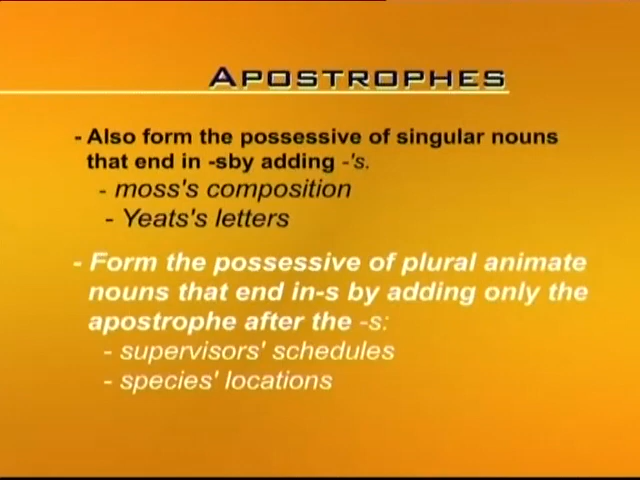 APOSTROPHES
- Also form the possessive of singular nouns
that end in -sby adding -'s.
- moss's composition
- Yeats's letters
- Form the possessive of plural animate
nouns that end in-s by adding only the
apostrophe after the -s:
- supervisors' schedules
- species' locations